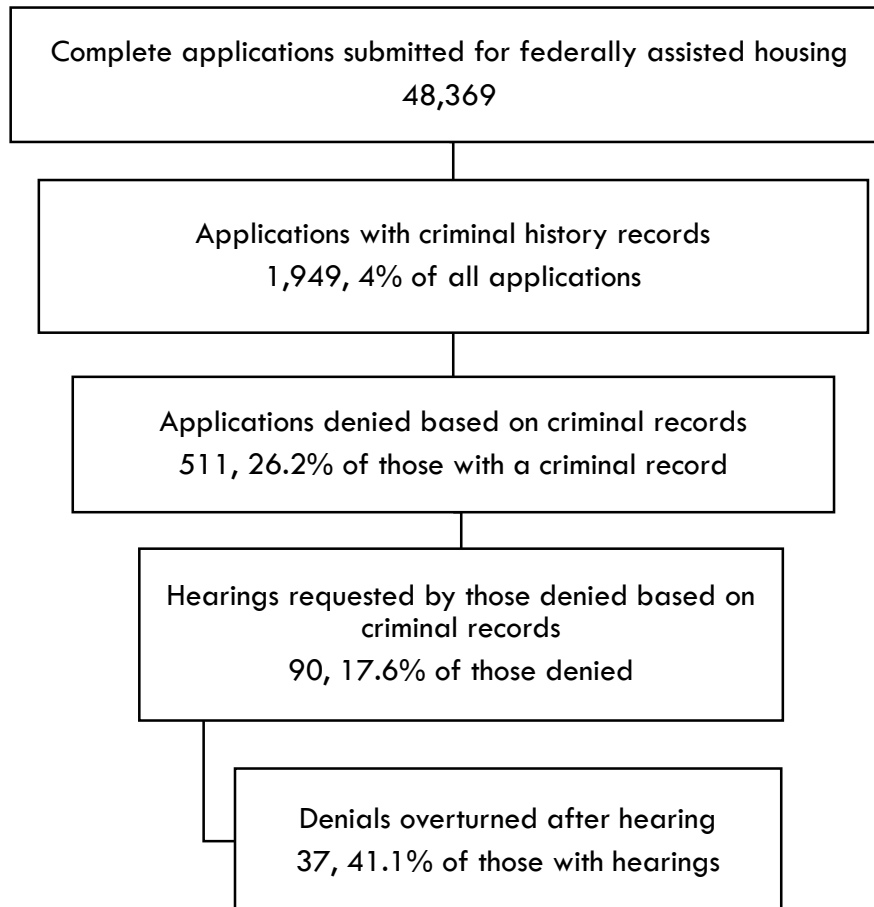 Complete applications submitted for federally assisted housing
48,369
Applications with criminal history records
1,949, 4% of all applications
Applications denied based on criminal records
511, 26.2% of those with a criminal record
Hearings requested by those denied based on
criminal records
90, 17.6% of those denied
Denials overturned after hearing
37, 41.1% of those with hearings